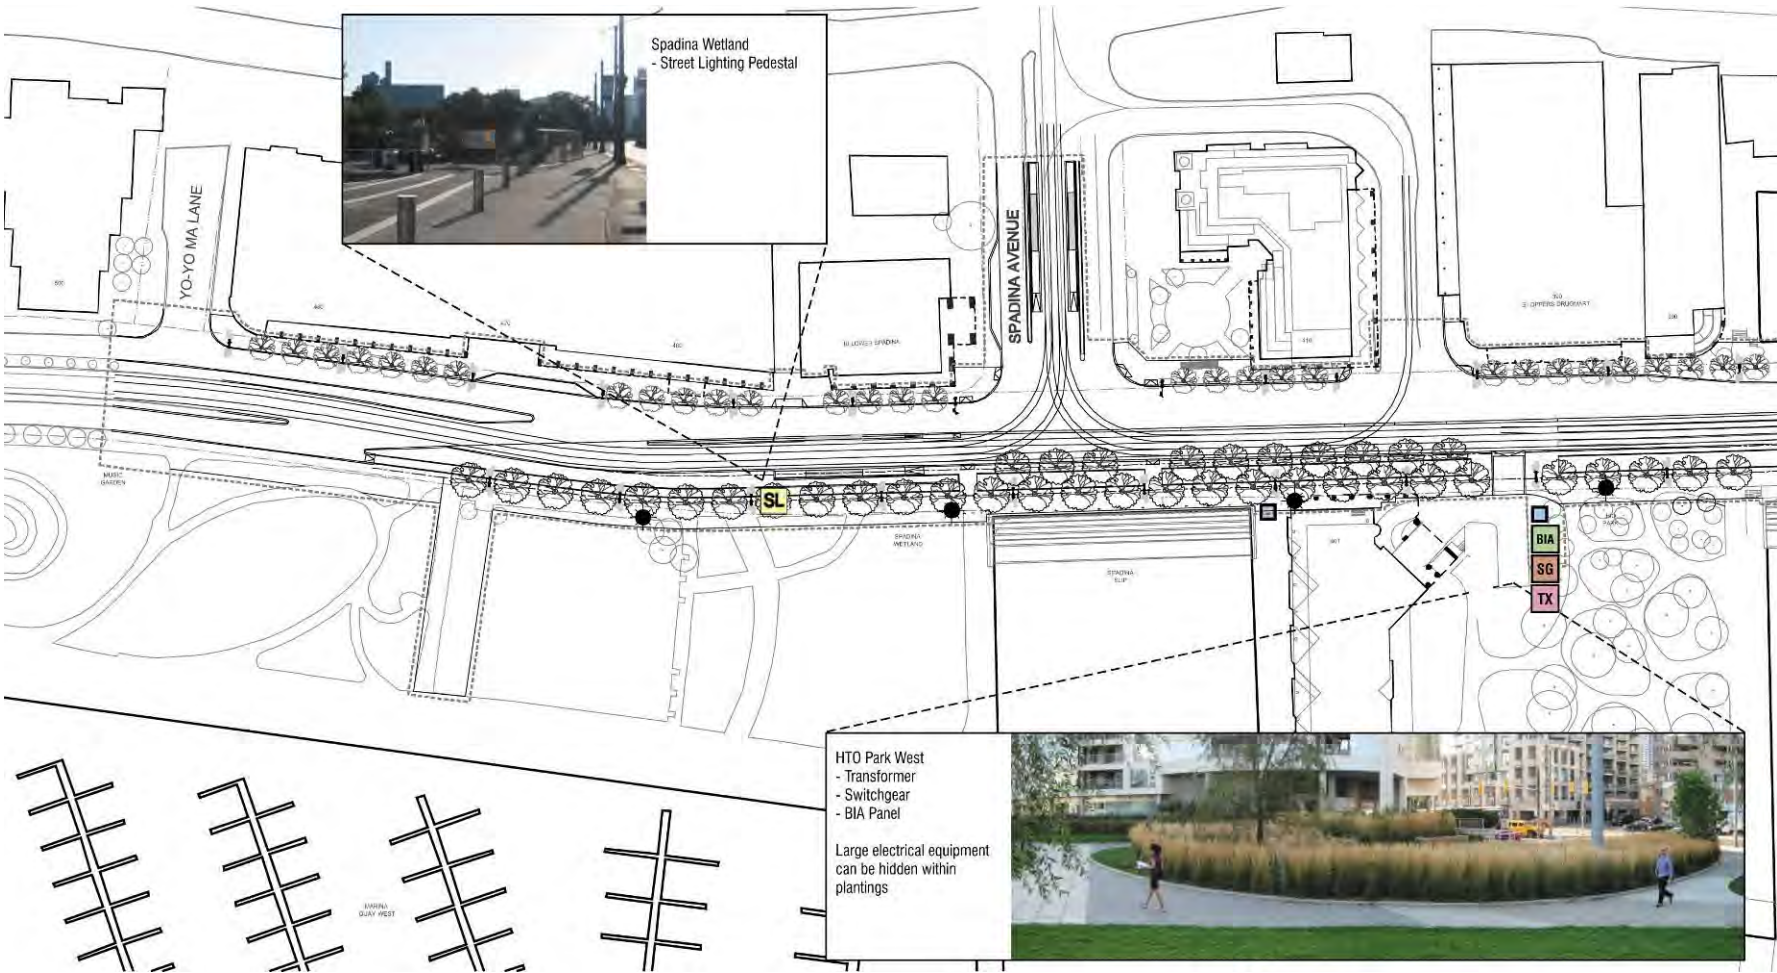 Spadina Wetland
- Street Lighting Pedestal
YO-YO MA LANE
SPADINA AVENUE
SL
MUSIC
GARDEN
SPADINA
WETLAND
SPADINA
SLIP
BIA
SG
TX
HTO Park West
- Transformer
- Switchgear
- BIA Panel
Large electrical equipment
can be hidden within
plantings
MARINA
QUAY WEST